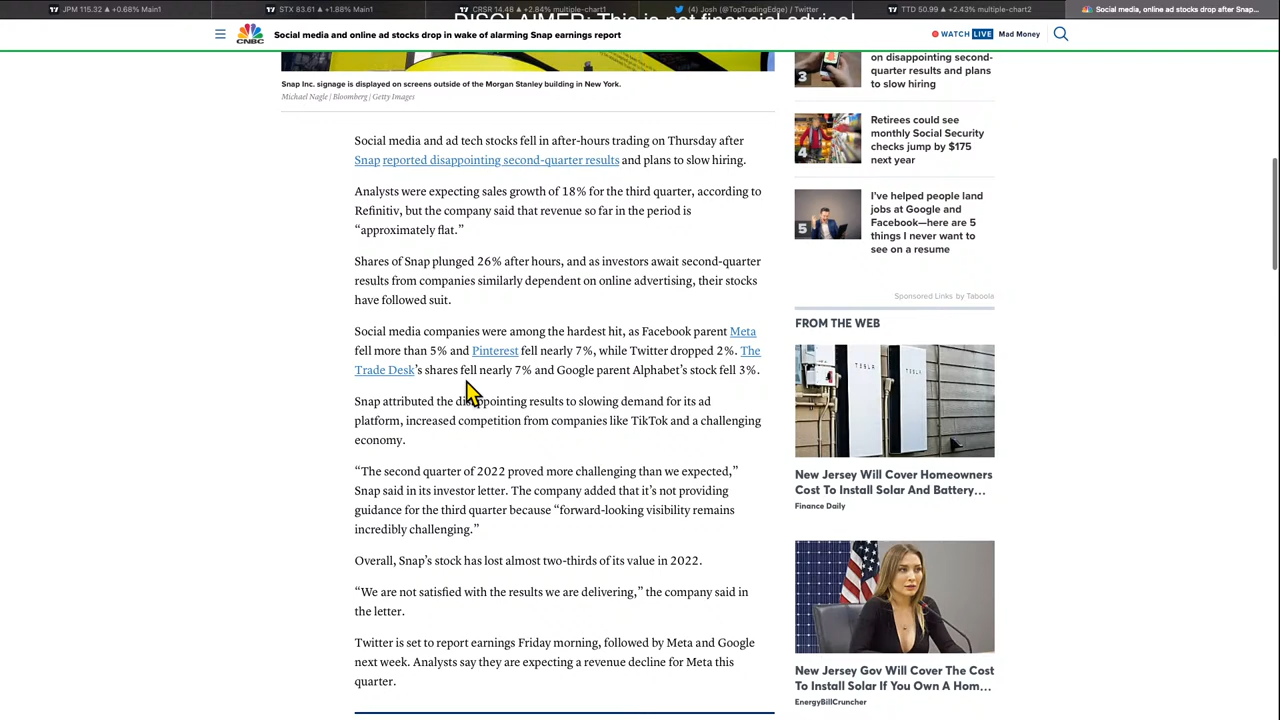 JPM 115.32 ▲ +0.68% Main1
STX 83.61 ▲ +0.68% Main1
CRSR 14.48 ▲ +2.84% multiple-chart1
(4) Josh (@TopTradingEdge) / Twitter
TTD 50.99 ▲ +2.43% multiple-chart2
Social media, online ad stocks drop after Snap...
DISCLAIMER: This is not financial advice!
CNBC
Social media and online ad stocks drop in wake of alarming Snap earnings report
WATCH LIVE
Mad Money
Snap Inc. signage is displayed on screens outside of the Morgan Stanley building in New York.
Michael Nagle | Bloomberg | Getty Images
Social media and ad tech stocks fell in after-hours trading on Thursday after
Snap reported disappointing second-quarter results and plans to slow hiring.
Analysts were expecting sales growth of 18% for the third quarter, according to
Refinitiv, but the company said that revenue so far in the period is
“approximately flat.”
Shares of Snap plunged 26% after hours, and as investors await second-quarter
results from companies similarly dependent on online advertising, their stocks
have followed suit.
Social media companies were among the hardest hit, as Facebook parent Meta
fell more than 5% and Pinterest fell nearly 7%, while Twitter dropped 2%. The
Trade Desk’s shares fell nearly 7% and Google parent Alphabet’s stock fell 3%.
Snap attributed the disappointing results to slowing demand for its ad
platform, increased competition from companies like TikTok and a challenging
economy.
“The second quarter of 2022 proved more challenging than we expected,”
Snap said in its investor letter. The company added that it’s not providing
guidance for the third quarter because “forward-looking visibility remains
incredibly challenging.”
Overall, Snap’s stock has lost almost two-thirds of its value in 2022.
“We are not satisfied with the results we are delivering,” the company said in
the letter.
Twitter is set to report earnings Friday morning, followed by Meta and Google
next week. Analysts say they are expecting a revenue decline for Meta this
quarter.
3
on disappointing second-
quarter results and plans
to slow hiring
4
Retirees could see
monthly Social Security
checks jump by $175
next year
5
I’ve helped people land
jobs at Google and
Facebook—here are 5
things I never want to
see on a resume
Sponsored Links by Taboola
FROM THE WEB
TESLA
TESLA
New Jersey Will Cover Homeowners
Cost To Install Solar And Battery...
Finance Daily
New Jersey Gov Will Cover The Cost
To Install Solar If You Own A Hom...
EnergyBillCruncher